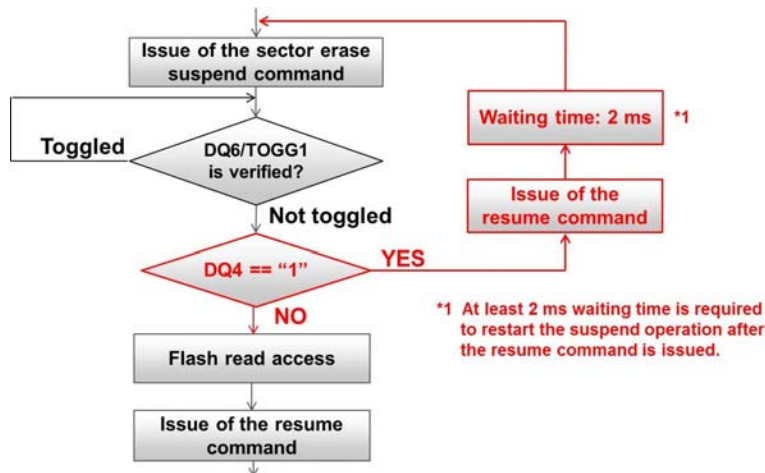 Issue of the sector erase
suspend command
Waiting time: 2 ms
*1
Toggled
DQ6/TOGG1
is verified?
Issue of the
resume command
Not toggled
DQ4 == “1”
YES
*1 At least 2 ms waiting time is required
to restart the suspend operation after
the resume command is issued.
NO
Flash read access
Issue of the resume
command